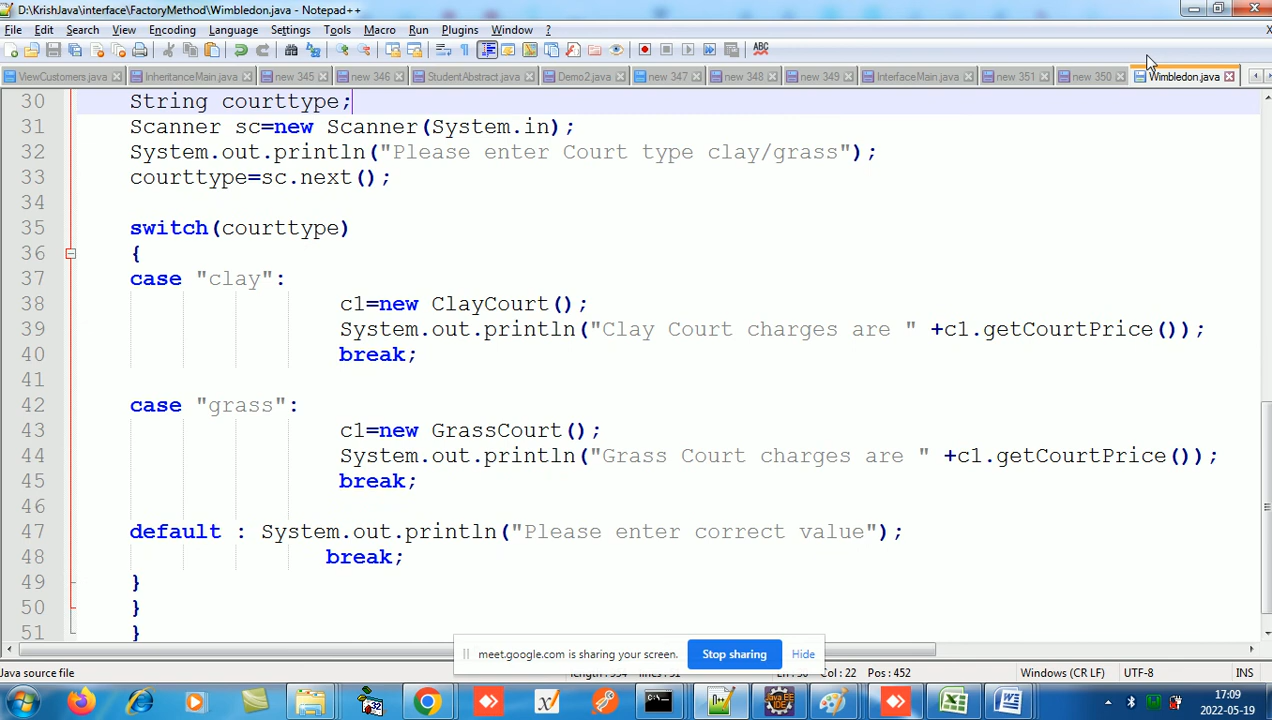 D:\KrishJava\interface\FactoryMethod\Wimbledon.java - Notepad++
File Edit Search View Encoding Language Settings Tools Macro Run Plugins Window ?
ABC
ViewCustomers.java InheritanceMain.java new 345 new 346 StudentAbstract.java Demo2.java new 347 new 348 new 349 InterfaceMain.java new 351 new 350 Wimbledon.java
30 String courttype;
31 Scanner sc=new Scanner(System.in);
32 System.out.println("Please enter Court type clay/grass");
33 courttype=sc.next();
34
35 switch(courttype)
36 {
37 case "clay":
38 c1=new ClayCourt();
39 System.out.println("Clay Court charges are " +c1.getCourtPrice());
40 break;
41
42 case "grass":
43 c1=new GrassCourt();
44 System.out.println("Grass Court charges are " +c1.getCourtPrice());
45 break;
46
47 default : System.out.println("Please enter correct value");
48 break;
49 }
50 }
51 }
meet.google.com is sharing your screen. Stop sharing Hide
Java source file Col : 22 Pos : 452 Windows (CR LF) UTF-8 INS
17:09
2022-05-19